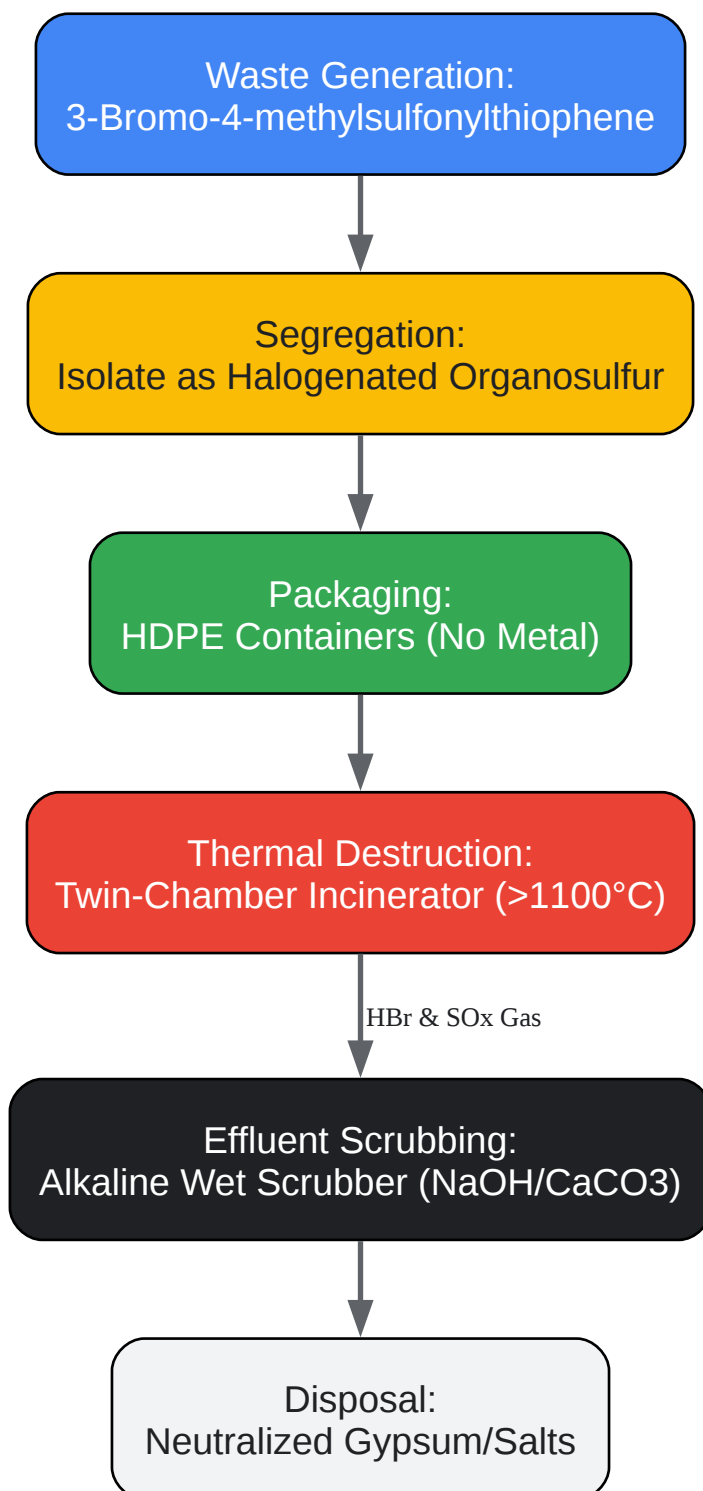 Waste Generation:
3-Bromo-4-methylsulfonylthiophene
Segregation:
Isolate as Halogenated Organosulfur
Packaging:
HDPE Containers (No Metal)
Thermal Destruction:
Twin-Chamber Incinerator (>1100°C)
HBr & SOx Gas
Effluent Scrubbing:
Alkaline Wet Scrubber (NaOH/CaCO3)
Disposal:
Neutralized Gypsum/Salts